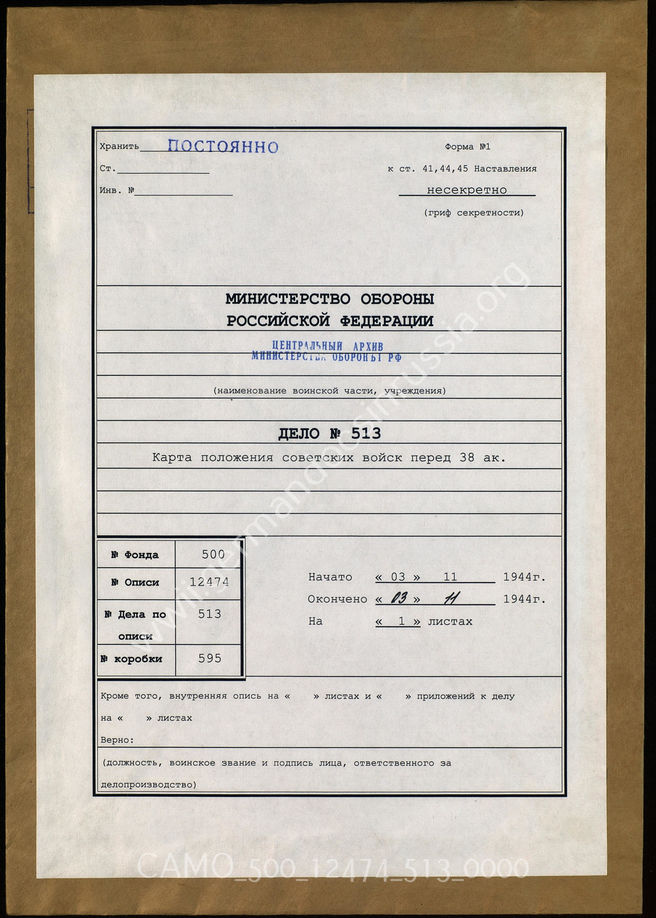 Хранить ПОСТОЯННО
Форма №1
Ст.
к ст. 41,44,45 Наставления
Инв. №
несекретно
(гриф секретности)
МИНИСТЕРСТВО ОБОРОНЫ
РОССИЙСКОЙ ФЕДЕРАЦИИ
ЦЕНТРАЛЬНЫЙ АРХИВ
МИНИСТЕРСТВА ОБОРОНЫ РФ
(наименование воинской части, учреждения)
ДЕЛО № 513
Карта положения советских войск перед 38 ак.
№ Фонда 500
№ Описи 12474
№ Дела по описи 513
№ коробки 595
Начато « 03 » 11 1944г.
Окончено « 03 » 11 1944г.
На « 1 » листах
Кроме того, внутренняя опись на « » листах и « » приложений к делу
на « » листах
Верно:
(должность, воинское звание и подпись лица, ответственного за
делопроизводство)
www.germandocsinrussia.org
CAMO_500_12474_513_0000